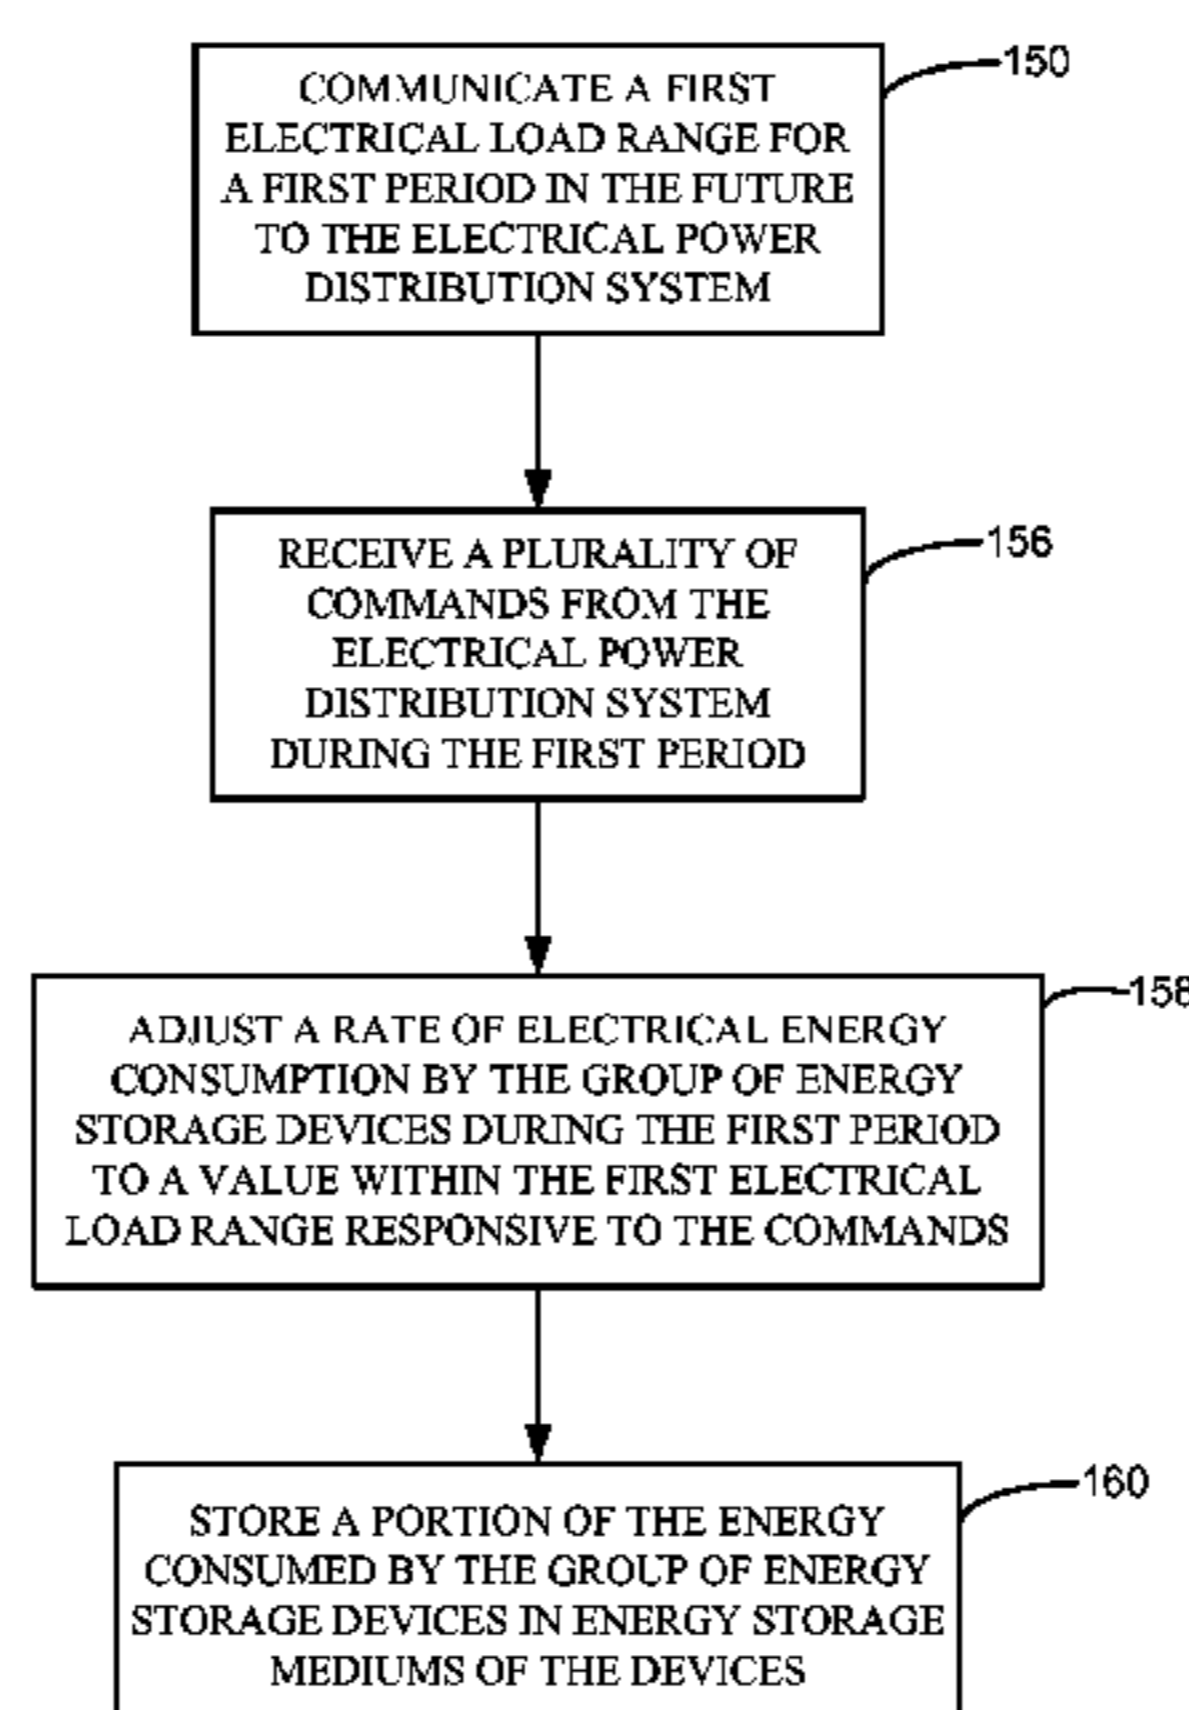 150
COMMUNICATE A FIRST
ELECTRICAL LOAD RANGE FOR
A FIRST PERIOD IN THE FUTURE
TO THE ELECTRICAL POWER
DISTRIBUTION SYSTEM
156
RECEIVE A PLURALITY OF
COMMANDS FROM THE
ELECTRICAL POWER
DISTRIBUTION SYSTEM
DURING THE FIRST PERIOD
158
ADJUST A RATE OF ELECTRICAL ENERGY
CONSUMPTION BY THE GROUP OF ENERGY
STORAGE DEVICES DURING THE FIRST PERIOD
TO A VALUE WITHIN THE FIRST ELECTRICAL
LOAD RANGE RESPONSIVE TO THE COMMANDS
160
STORE A PORTION OF THE ENERGY
CONSUMED BY THE GROUP OF ENERGY
STORAGE DEVICES IN ENERGY STORAGE
MEDIUMS OF THE DEVICES